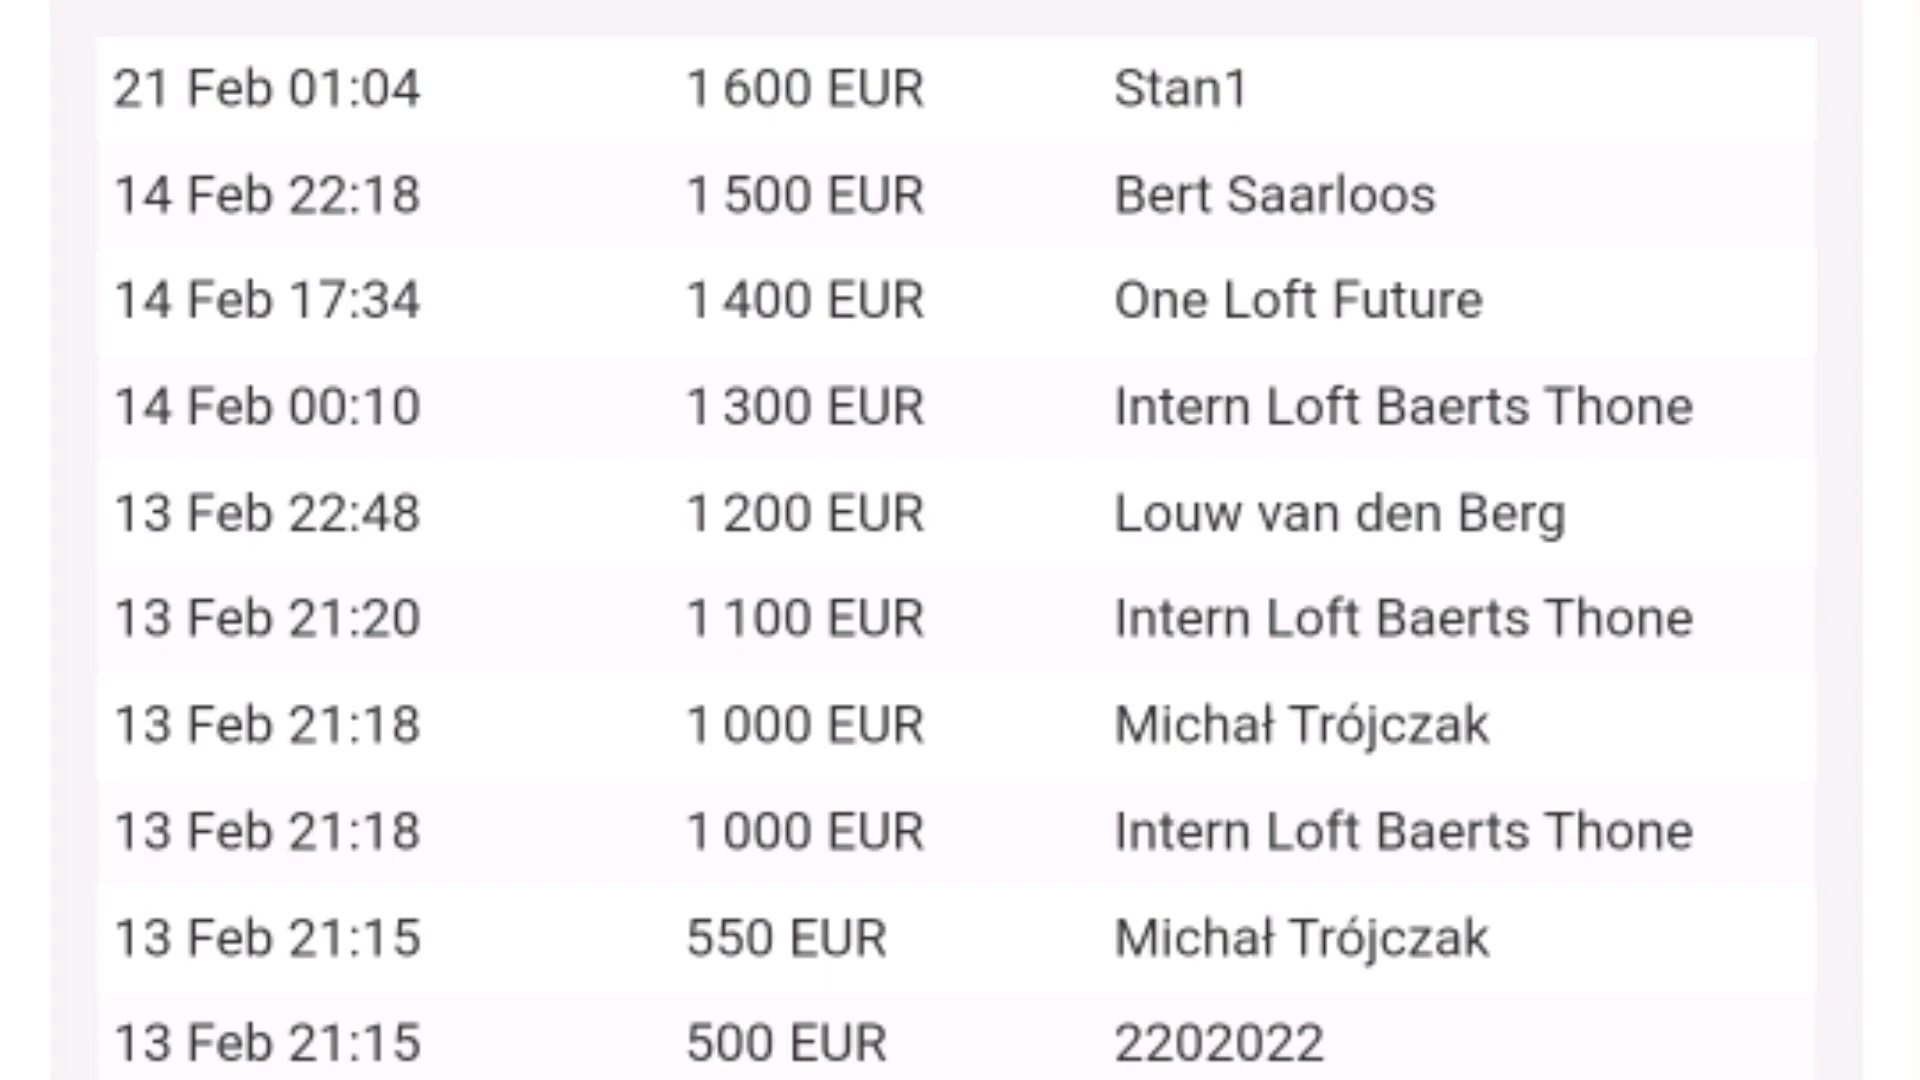 21 Feb 01:04 1 600 EUR Stan1
14 Feb 22:18 1 500 EUR Bert Saarloos
14 Feb 17:34 1 400 EUR One Loft Future
14 Feb 00:10 1 300 EUR Intern Loft Baerts Thone
13 Feb 22:48 1 200 EUR Louw van den Berg
13 Feb 21:20 1 100 EUR Intern Loft Baerts Thone
13 Feb 21:18 1 000 EUR Michał Trójczak
13 Feb 21:18 1 000 EUR Intern Loft Baerts Thone
13 Feb 21:15 550 EUR Michał Trójczak
13 Feb 21:15 500 EUR 2202022